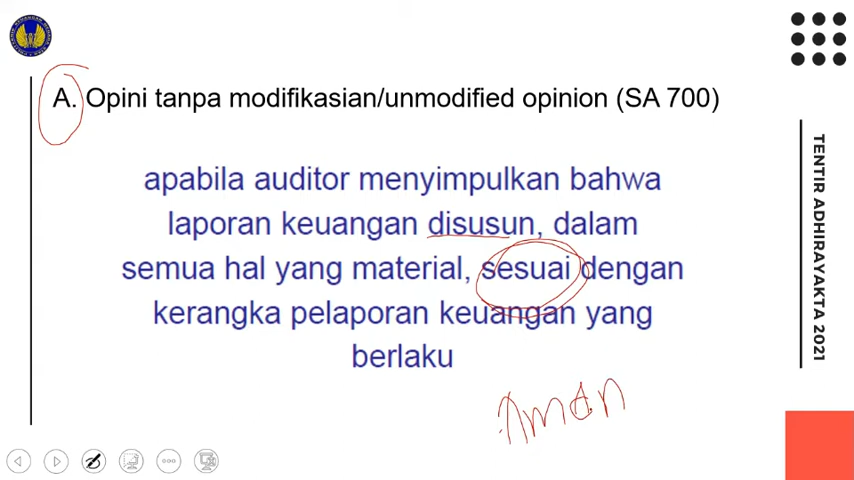 A. Opini tanpa modifikasian/unmodified opinion (SA 700)
apabila auditor menyimpulkan bahwa
laporan keuangan disusun, dalam
semua hal yang material, sesuai dengan
kerangka pelaporan keuangan yang
berlaku
Aman
TENTIR ADHIRAYAKTA 2021